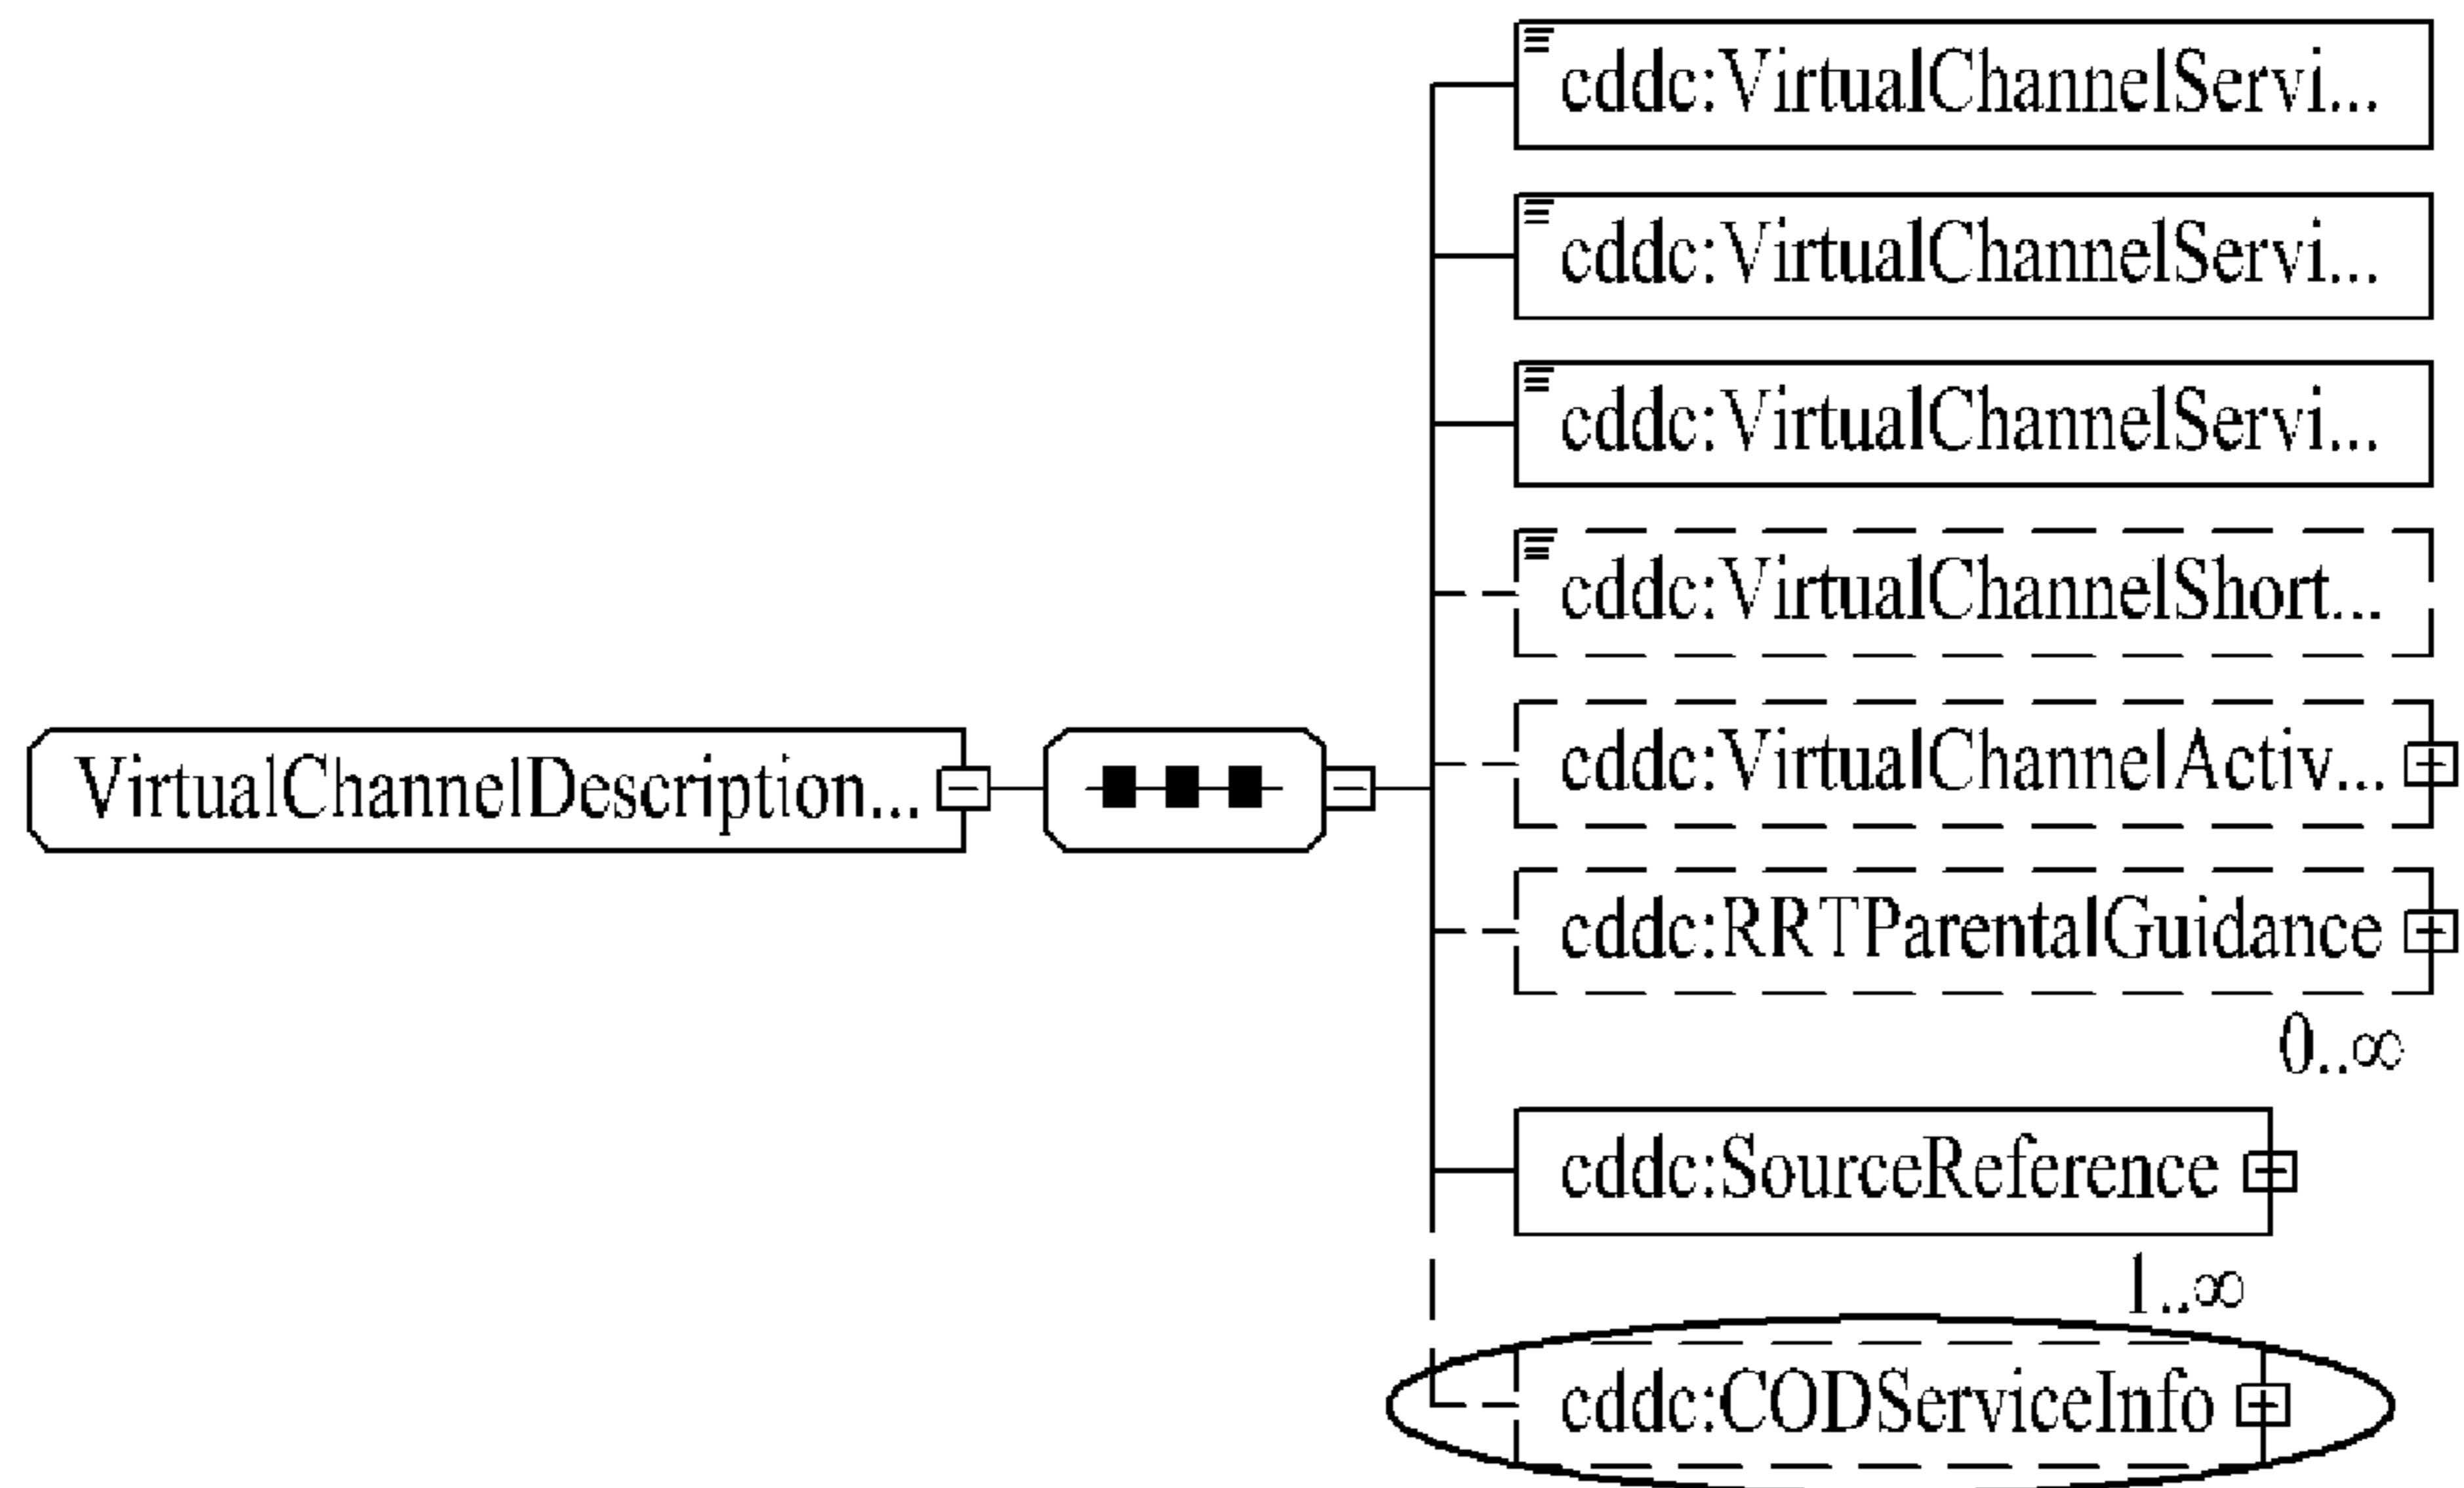 cddc:VirtualChannelServi...
cddc:VirtualChannelServi...
cddc:VirtualChannelServi...
cddc:VirtualChannelShort...
VirtualChannelDescription...
cddc:VirtualChannelActiv...
cddc:RRTParentalGuidance
0..∞
cddc:SourceReference
1..∞
cddc:CODServiceInfo